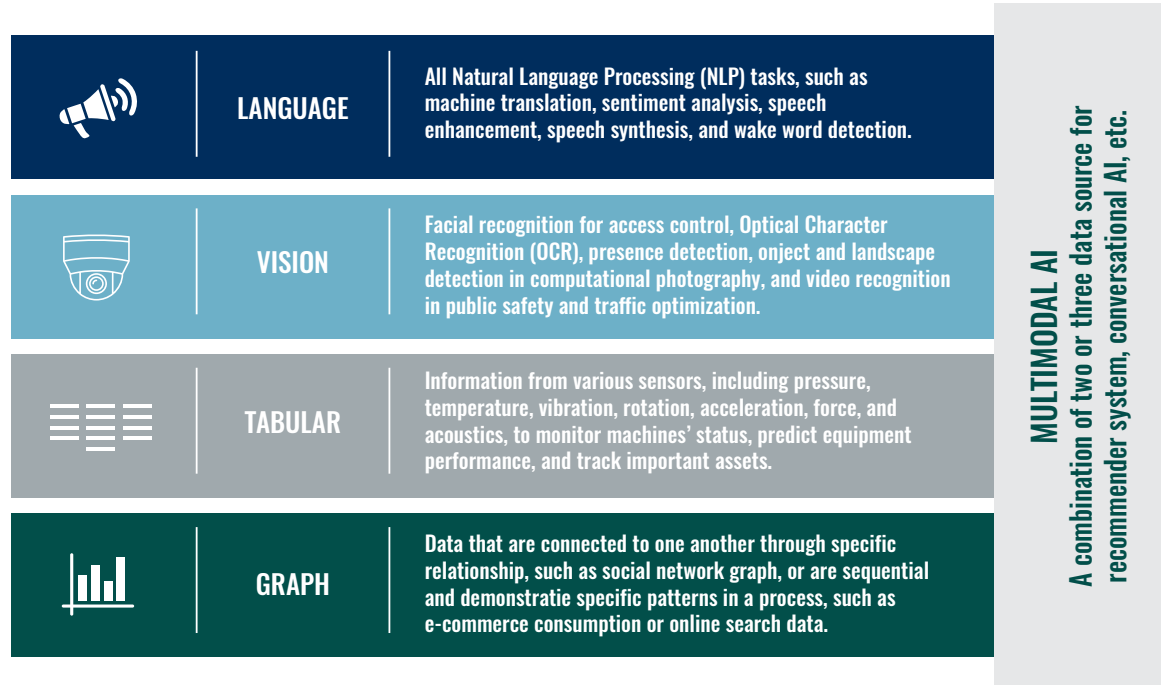 LANGUAGE
All Natural Language Processing (NLP) tasks, such as
machine translation, sentiment analysis, speech
enhancement, speech synthesis, and wake word detection.
VISION
Facial recognition for access control, Optical Character
Recognition (OCR), presence detection, onject and landscape
detection in computational photography, and video recognition
in public safety and traffic optimization.
TABULAR
Information from various sensors, including pressure,
temperature, vibration, rotation, acceleration, force, and
acoustics, to monitor machines’ status, predict equipment
performance, and track important assets.
GRAPH
Data that are connected to one another through specific
relationship, such as social network graph, or are sequential
and demonstratie specific patterns in a process, such as
e-commerce consumption or online search data.
MULTIMODAL AI
A combination of two or three data source for
recommender system, conversational AI, etc.